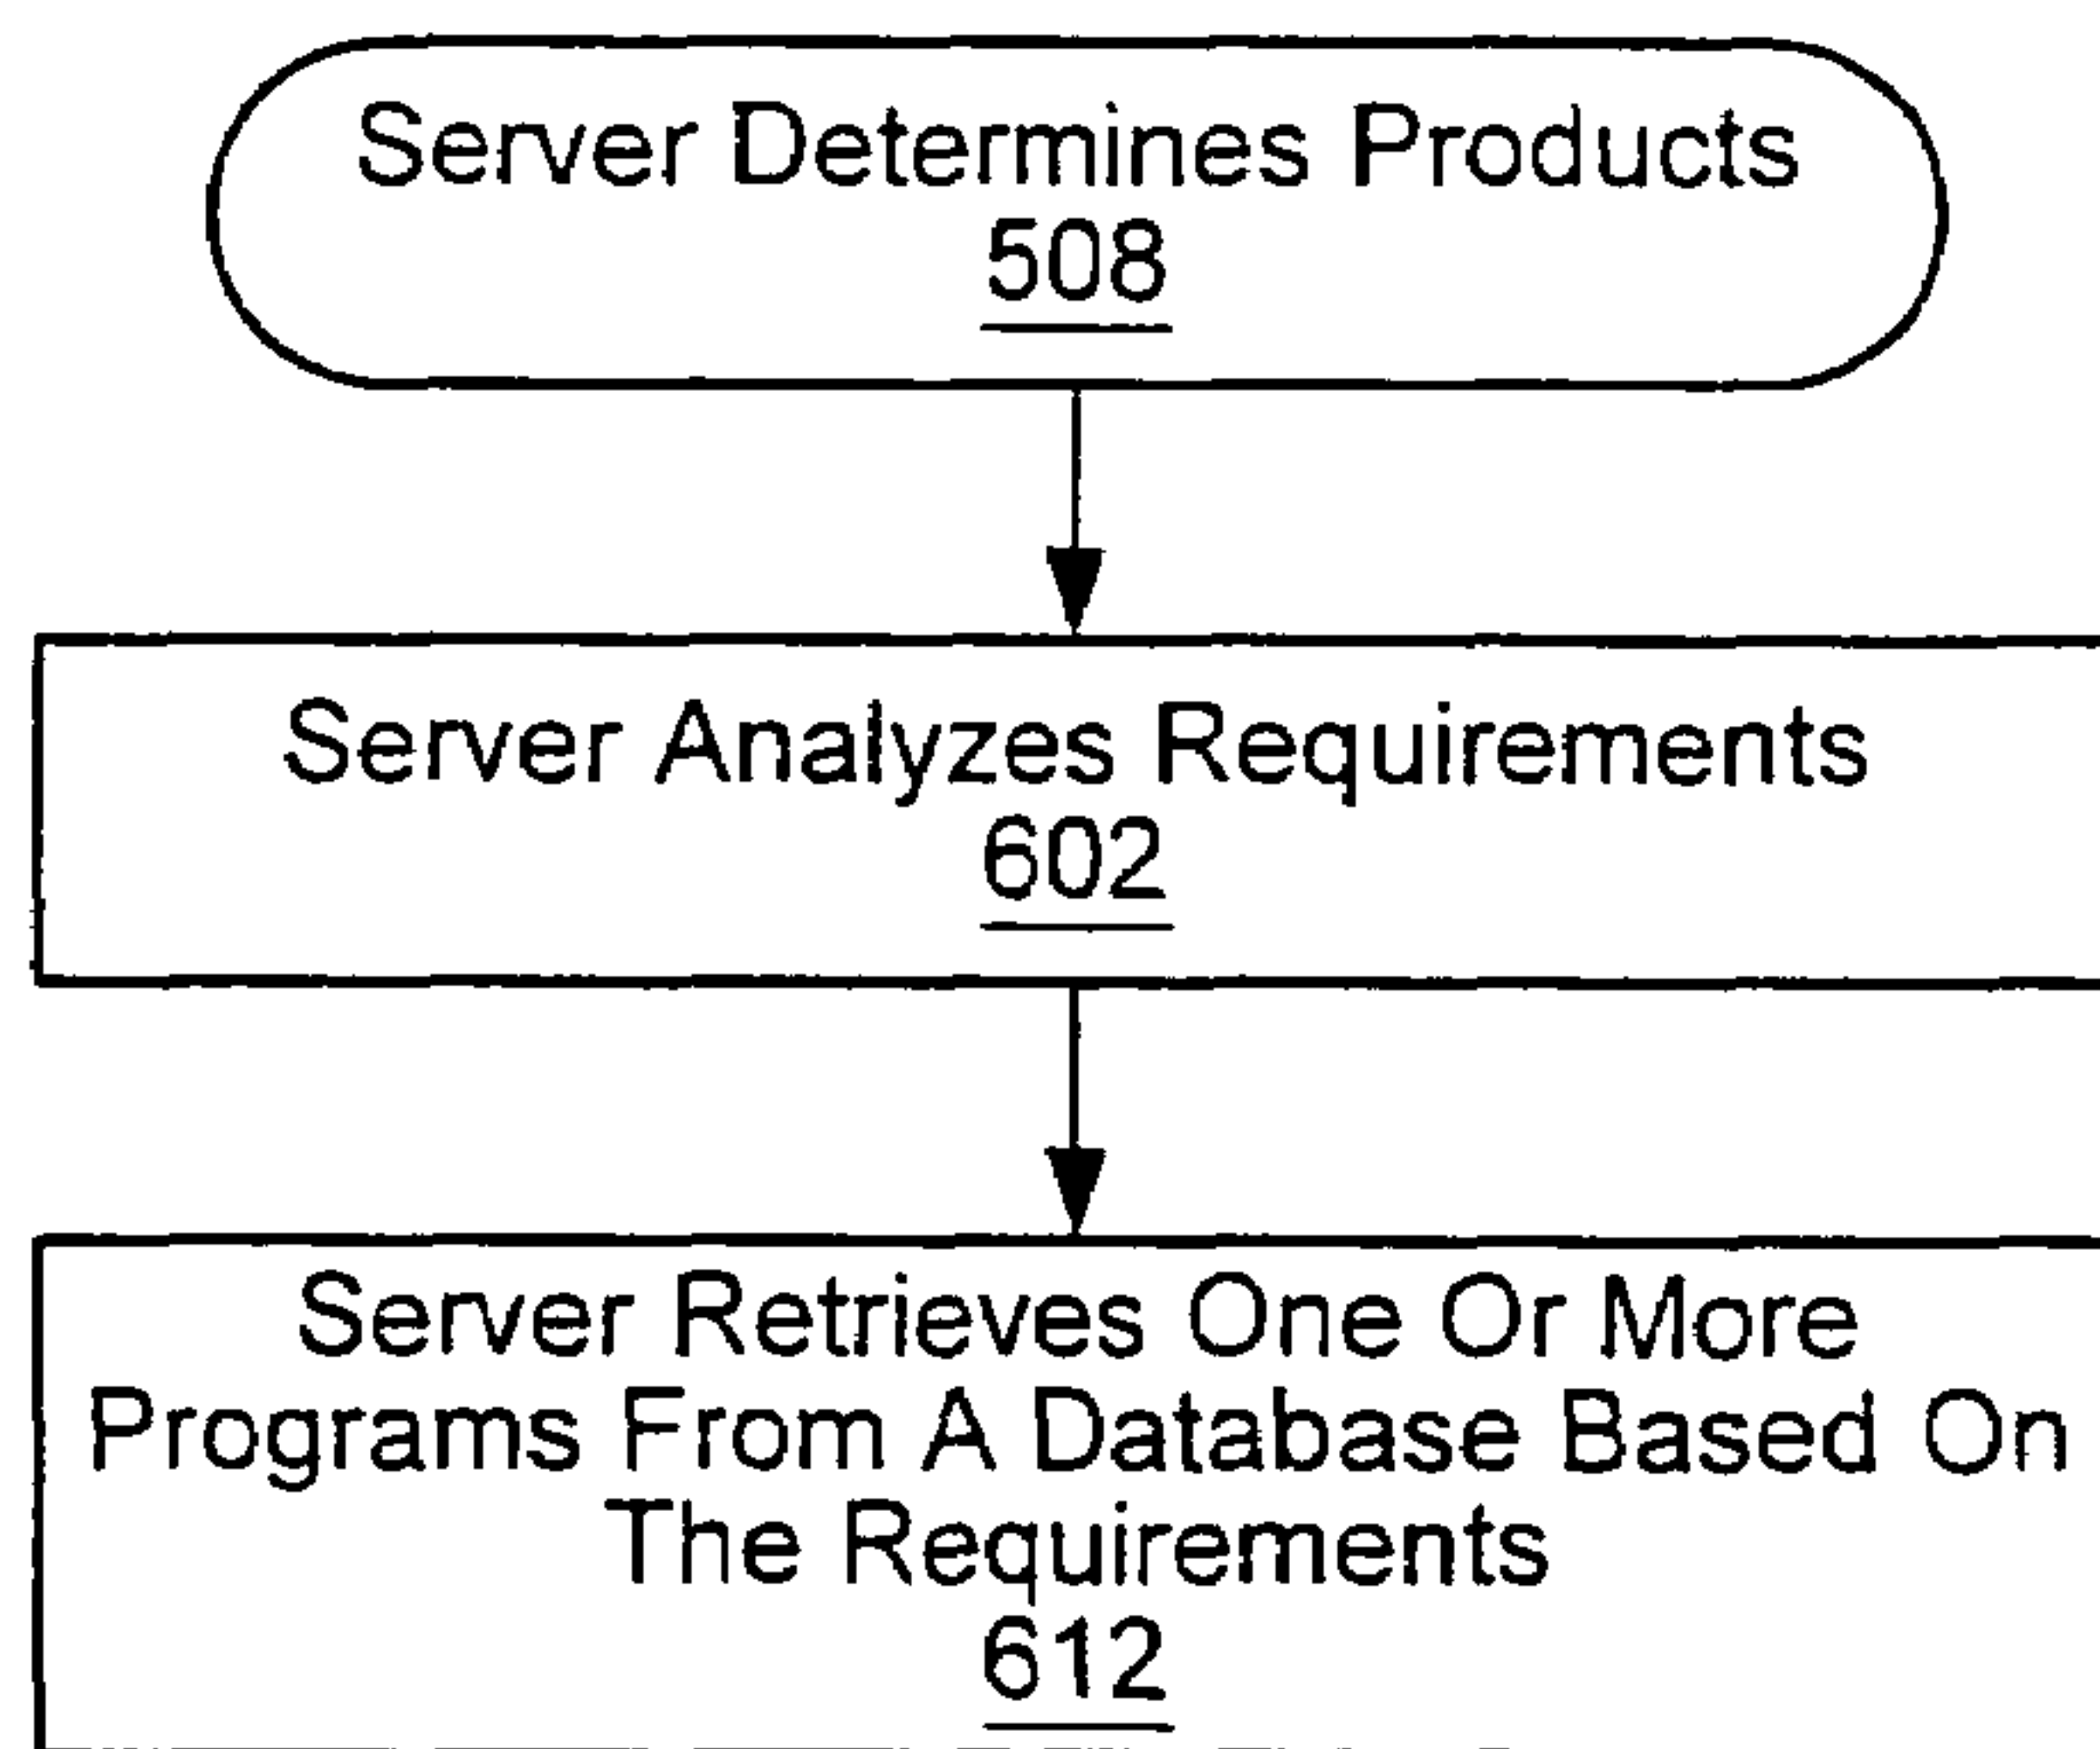 Server Determines Products
508
Server Analyzes Requirements
602
Server Retrieves One Or More
Programs From A Database Based On
The Requirements
612